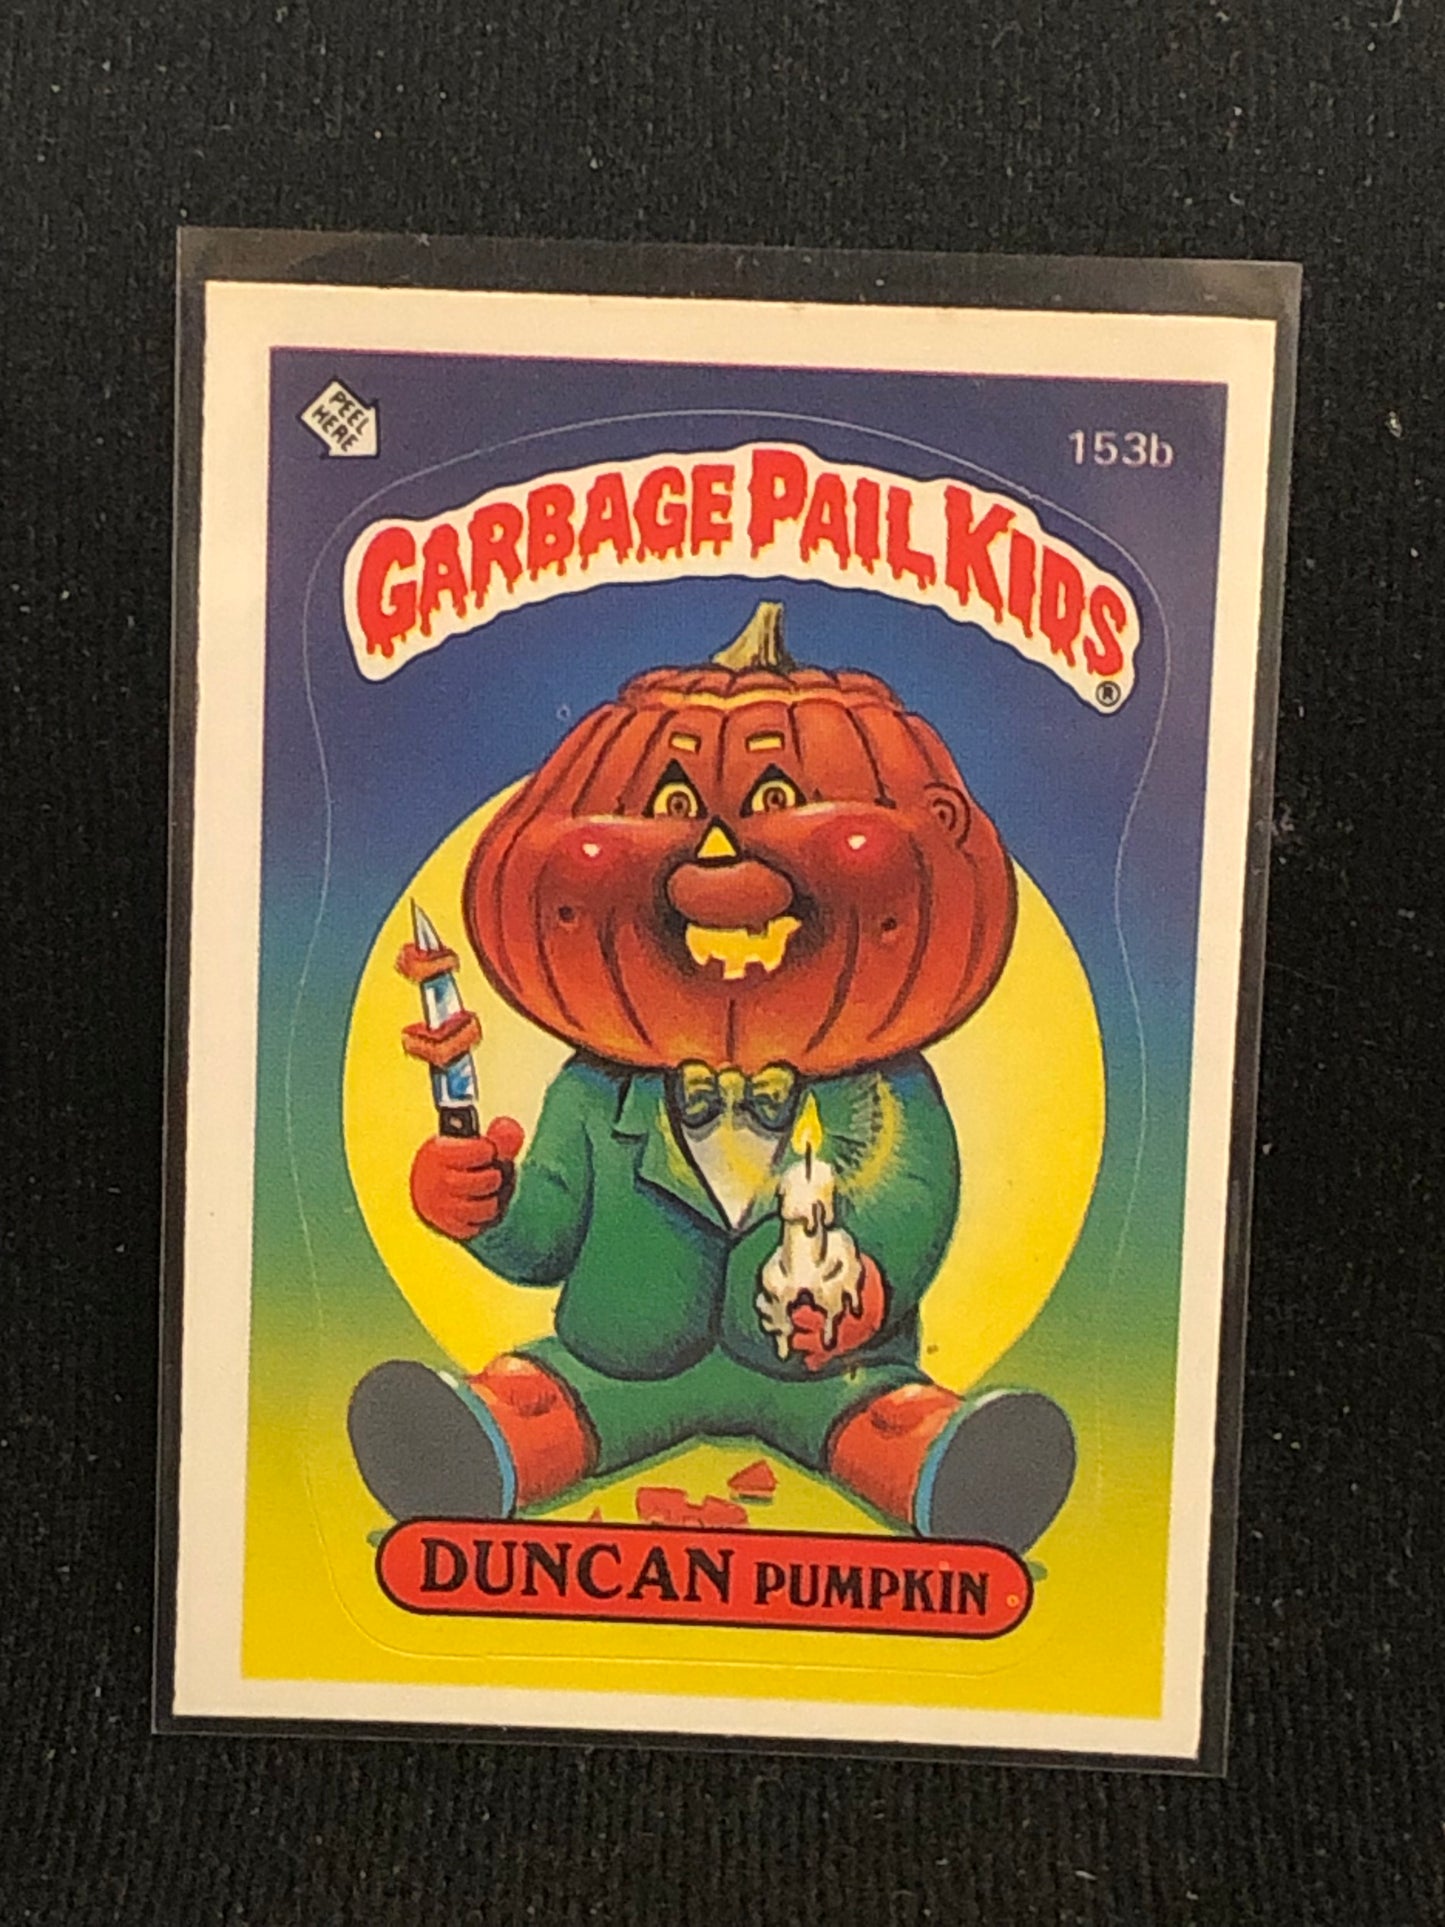 PEEL
HERE
153b
GARBAGE PAIL KIDS
®
DUNCAN PUMPKIN